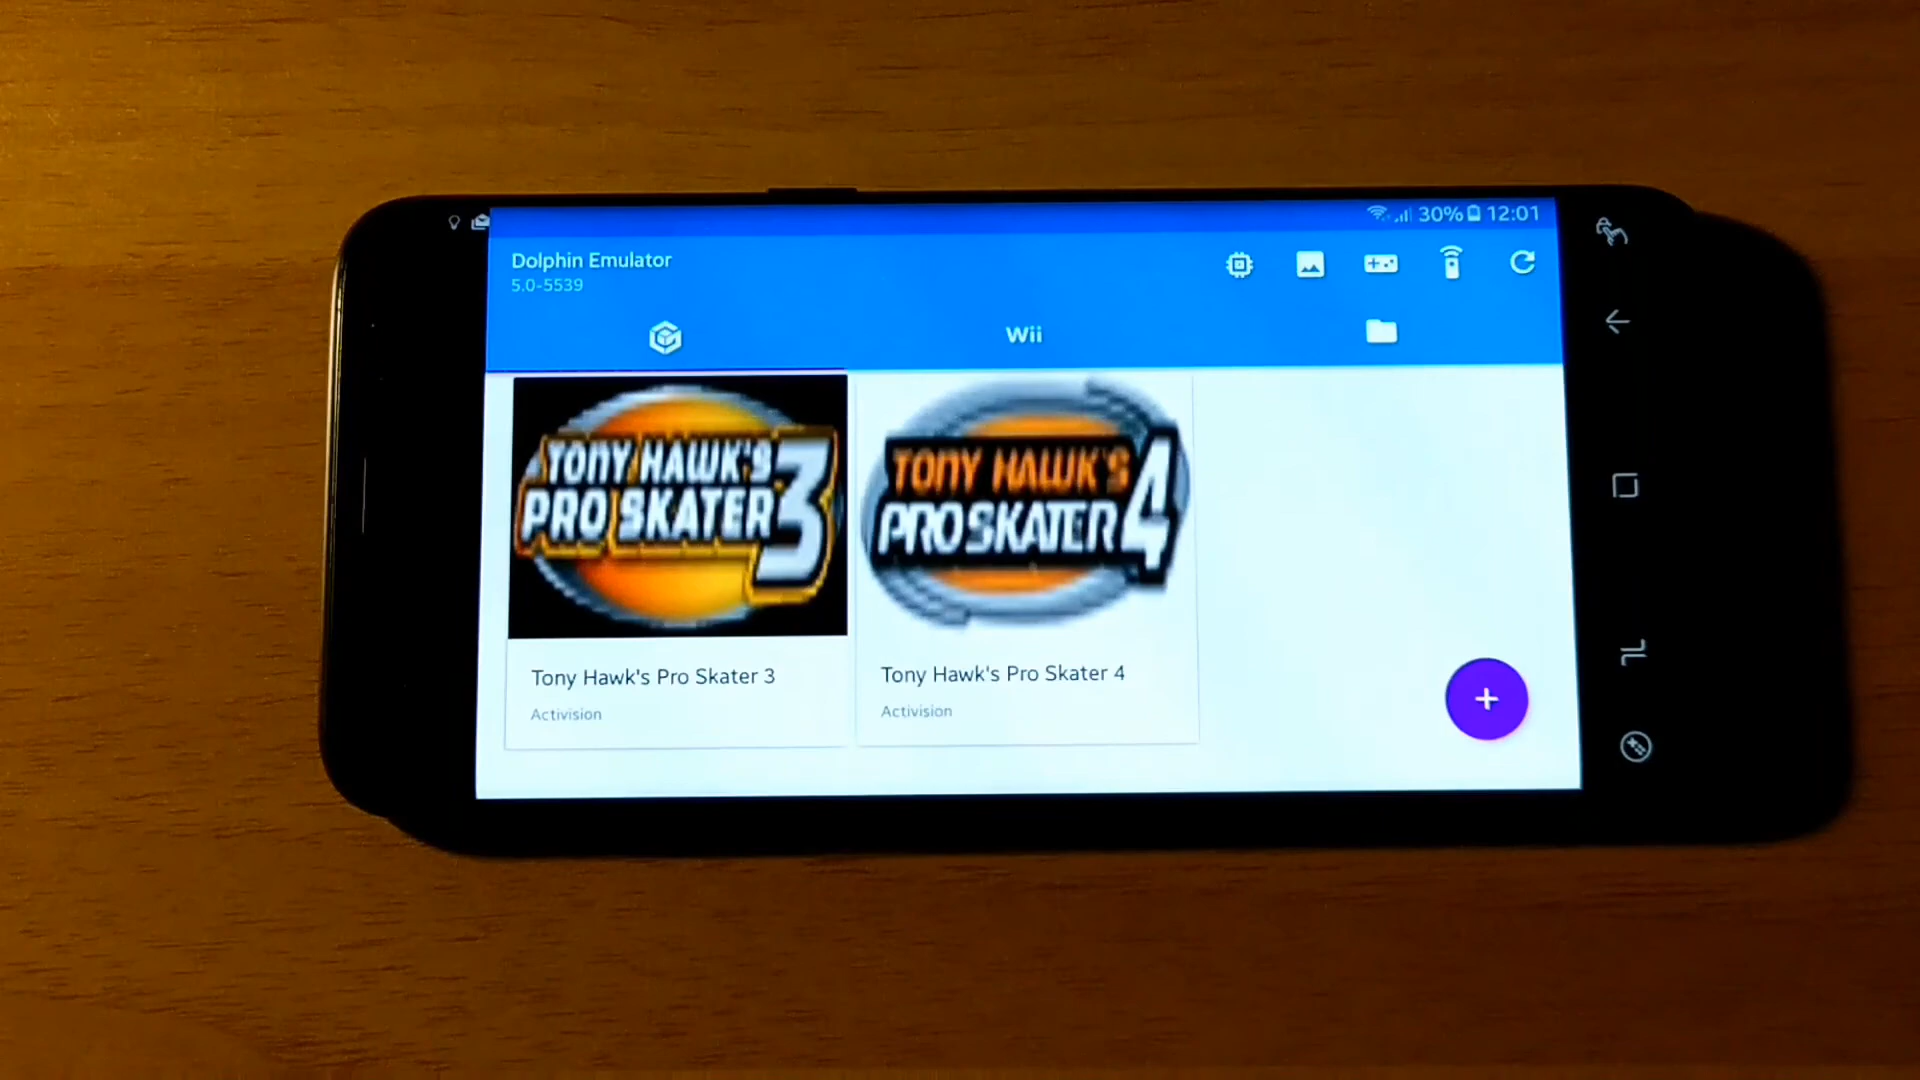 30% 12:01
Dolphin Emulator
5.0-5539
Wii
TONY HAWK'S
PRO SKATER 3
TONY HAWK'S
PRO SKATER 4
Tony Hawk's Pro Skater 3
Activision
Tony Hawk's Pro Skater 4
Activision